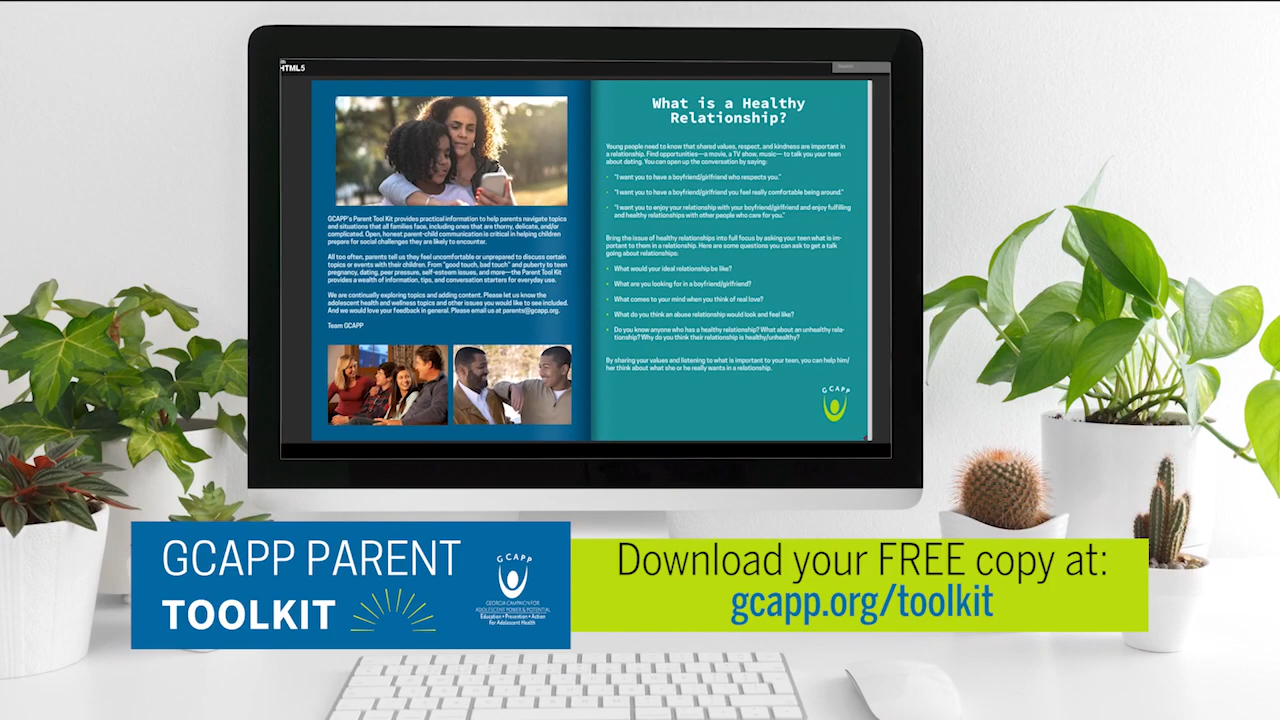 HTML5
Search
GCAPP's Parent Tool Kit provides practical information to help parents navigate topics
and situations that all families face, including ones that are thorny, delicate, and/or
complicated. Open, honest parent-child communication is critical in helping children
prepare for social challenges they are likely to encounter.
All too often, parents tell us they feel uncomfortable or unprepared to discuss certain
topics or events with their children. From "good touch, bad touch" and puberty to teen
pregnancy, dating, peer pressure, self-esteem issues, and more—the Parent Tool Kit
provides a wealth of information, tips, and conversation starters for everyday use.
We are continually exploring topics and adding content. Please let us know the
adolescent health and wellness topics and other issues you would like to see included.
And we would love your feedback in general. Please email us at parents@gcapp.org.
Team GCAPP
What is a Healthy
Relationship?
Young people need to know that shared values, respect, and kindness are important in
a relationship. Find opportunities—a movie, a TV show, music— to talk you your teen
about dating. You can open up the conversation by saying:
• "I want you to have a boyfriend/girlfriend who respects you."
• "I want you to have a boyfriend/girlfriend you feel really comfortable being around."
• "I want you to enjoy your relationship with your boyfriend/girlfriend and enjoy fulfilling
and healthy relationships with other people who care for you."
Bring the issue of healthy relationships into full focus by asking your teen what is im-
portant to them in a relationship. Here are some questions you can ask to get a talk
going about relationships:
• What would your ideal relationship be like?
• What are you looking for in a boyfriend/girlfriend?
• What comes to your mind when you think of real love?
• What do you think an abuse relationship would look and feel like?
• Do you know anyone who has a healthy relationship? What about an unhealthy rela-
tionship? Why do you think their relationship is healthy/unhealthy?
By sharing your values and listening to what is important to your teen, you can help him/
her think about what she or he really wants in a relationship.
GCAPP
GCAPP PARENT
TOOLKIT
GCAPP
GEORGIA CAMPAIGN FOR
ADOLESCENT POWER & POTENTIAL
Education • Prevention • Action
For Adolescent Health
Download your FREE copy at:
gcapp.org/toolkit